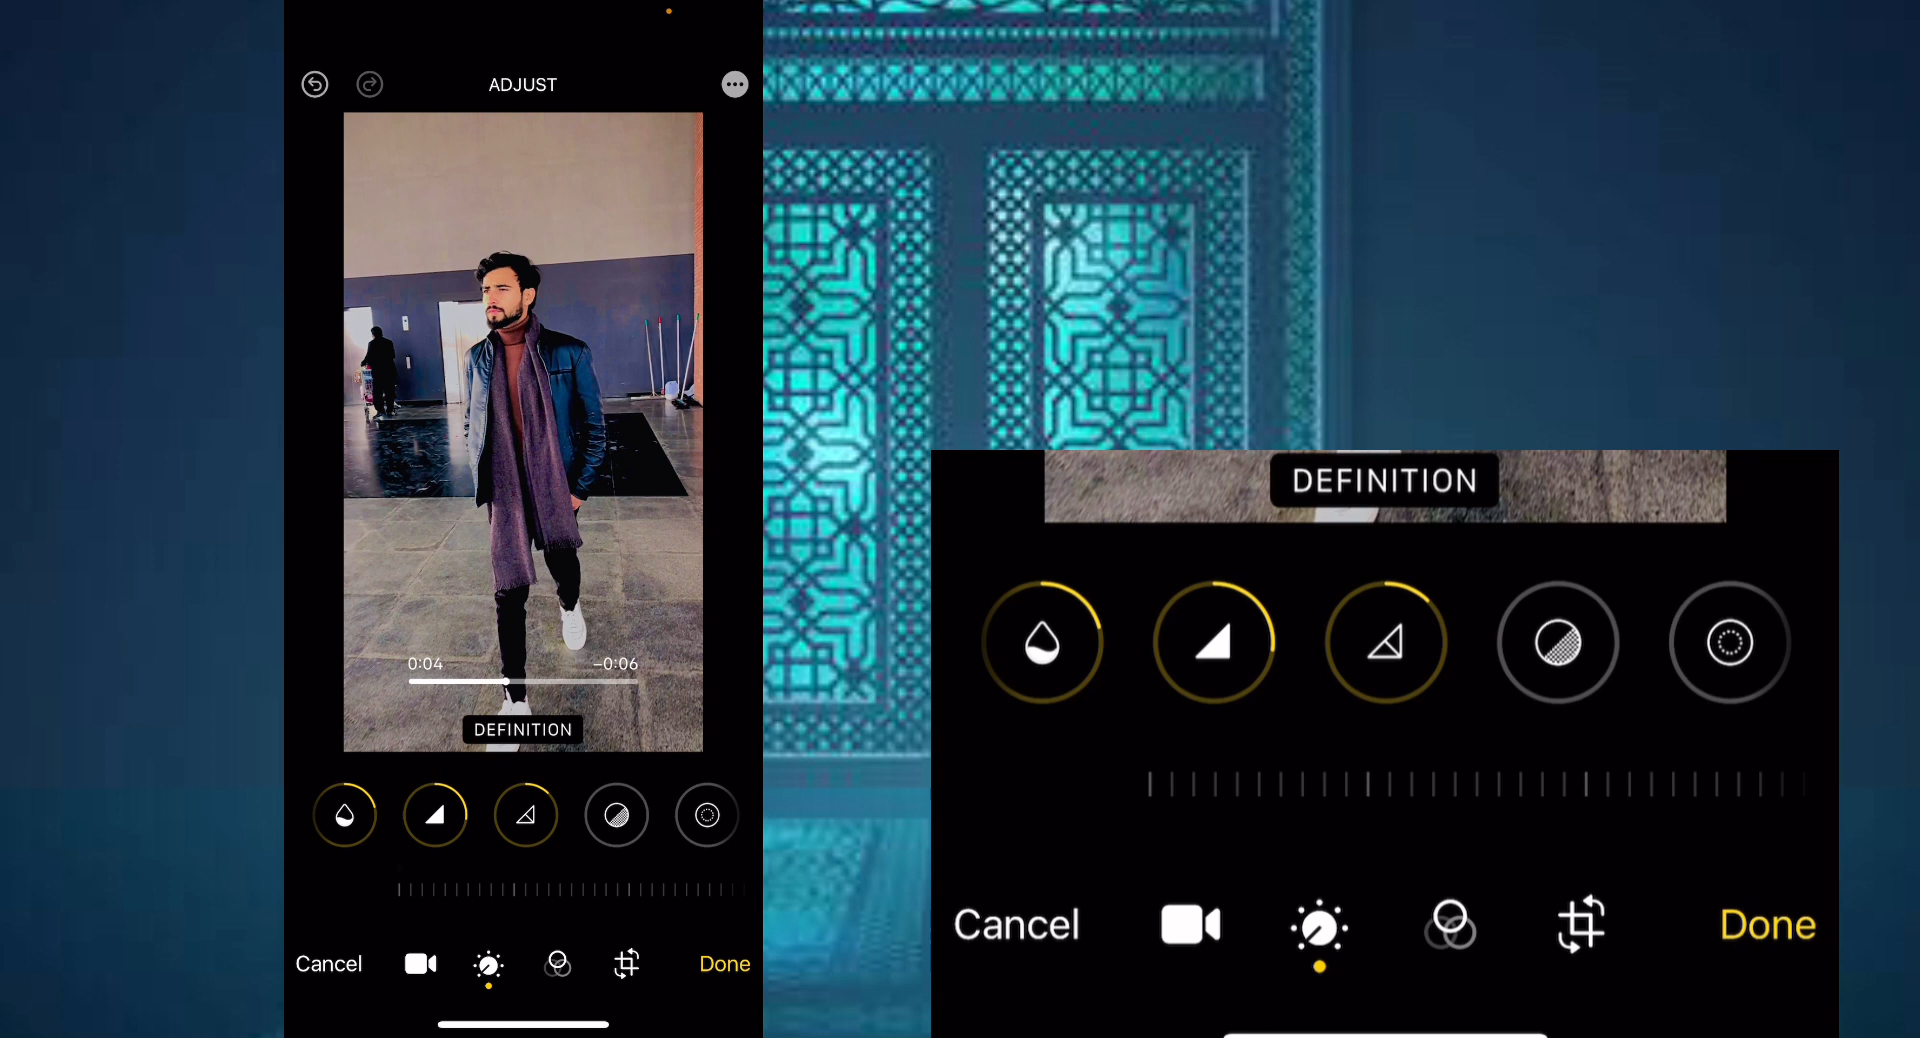 ADJUST
0:04 –0:06
DEFINITION
Cancel Done
DEFINITION
Cancel Done